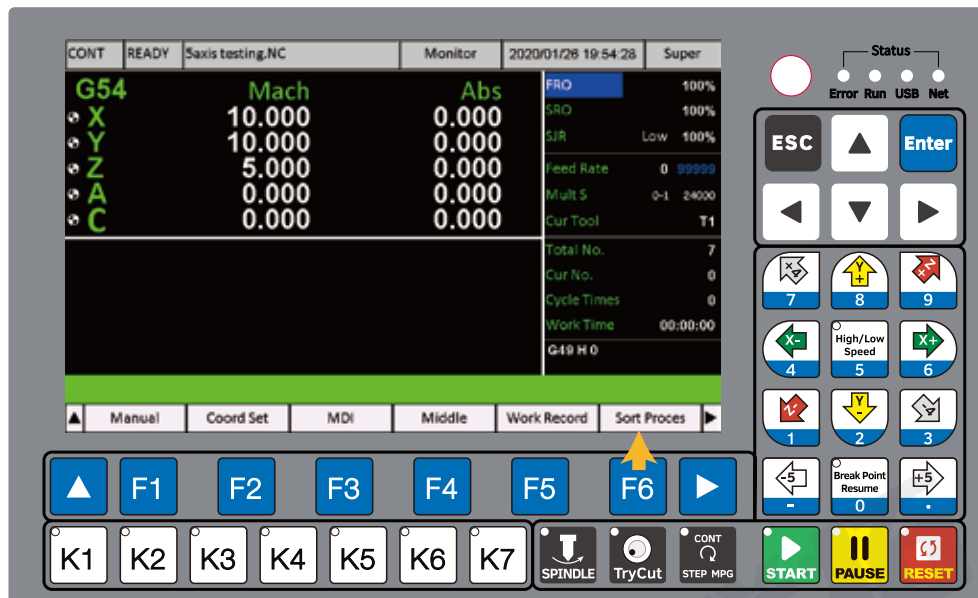 CONT READY 5axis testing.NC Monitor 2020/01/26 19:54:28 Super
G54 Mach Abs
X 10.000 0.000
Y 10.000 0.000
Z 5.000 0.000
A 0.000 0.000
C 0.000 0.000
FRO 100%
SRO 100%
SJR Low 100%
Feed Rate 0 99999
Mult S 0-1 24000
Cur Tool T1
Total No. 7
Cur No. 0
Cycle Times 0
Work Time 00:00:00
G49 H 0
Manual Coord Set MDI Middle Work Record Sort Proces
F1 F2 F3 F4 F5 F6
K1 K2 K3 K4 K5 K6 K7
SPINDLE TryCut
CONT
STEP MPG
START PAUSE RESET
Status
Error Run USB Net
ESC Enter
4- Y+ Z+
7 8 9
X- High/Low Speed X+
4 5 6
Z- Y- 4
1 2 3
-5 Break Point Resume +5
- 0 .